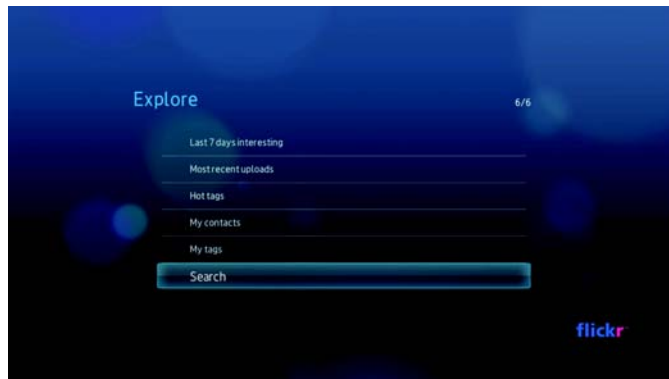 Explore
6/6
Last 7 days interesting
Most recent uploads
Hot tags
My contacts
My tags
Search
flickr